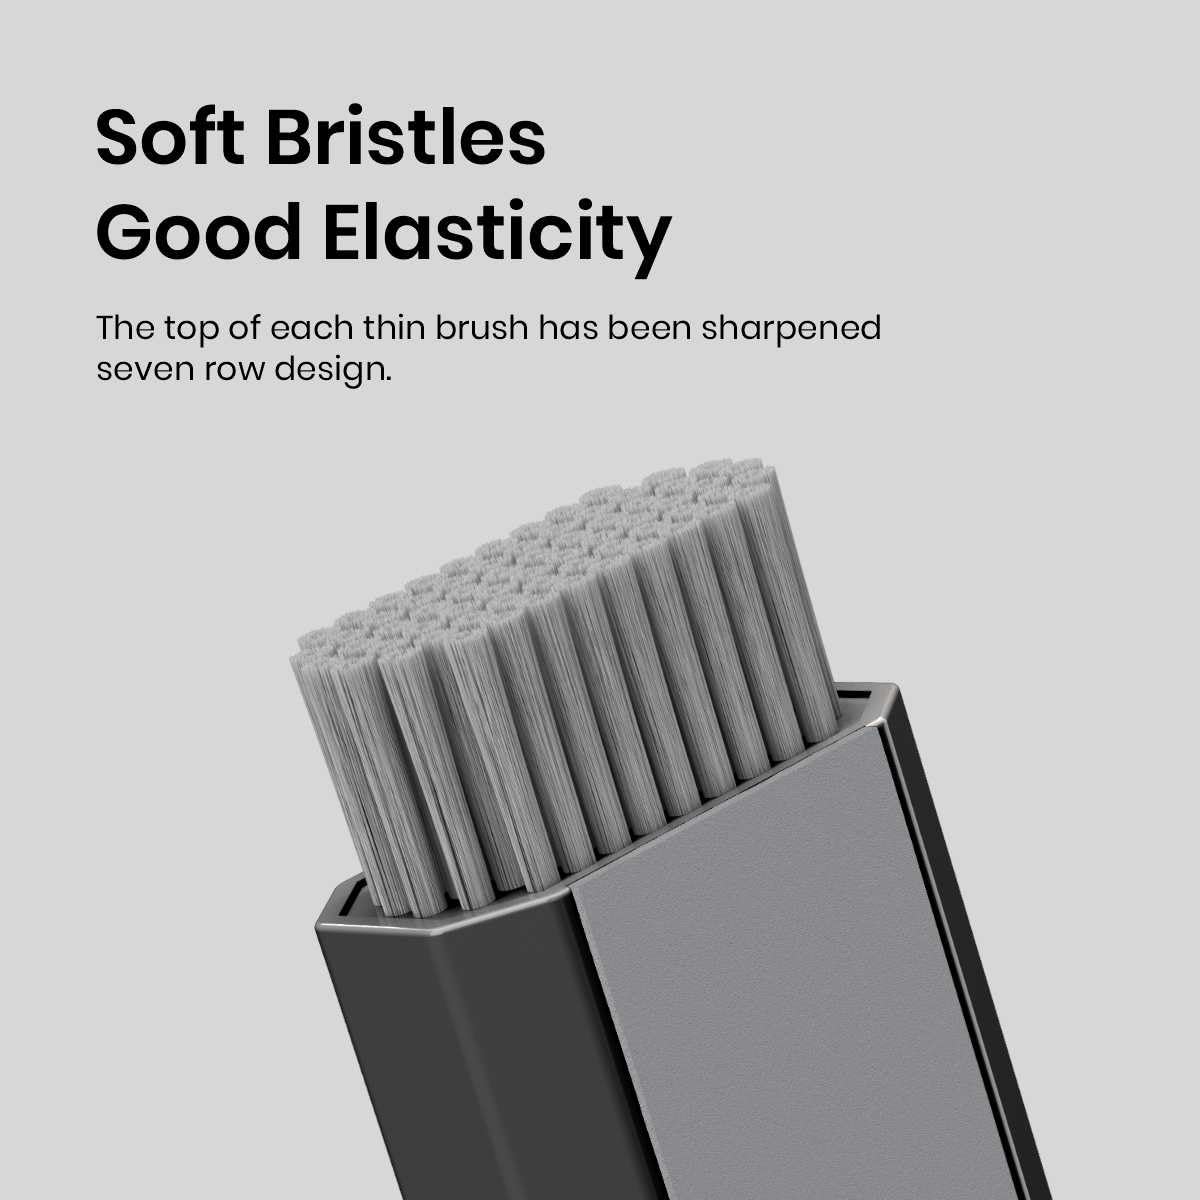 Soft Bristles
Good Elasticity
The top of each thin brush has been sharpened
seven row design.